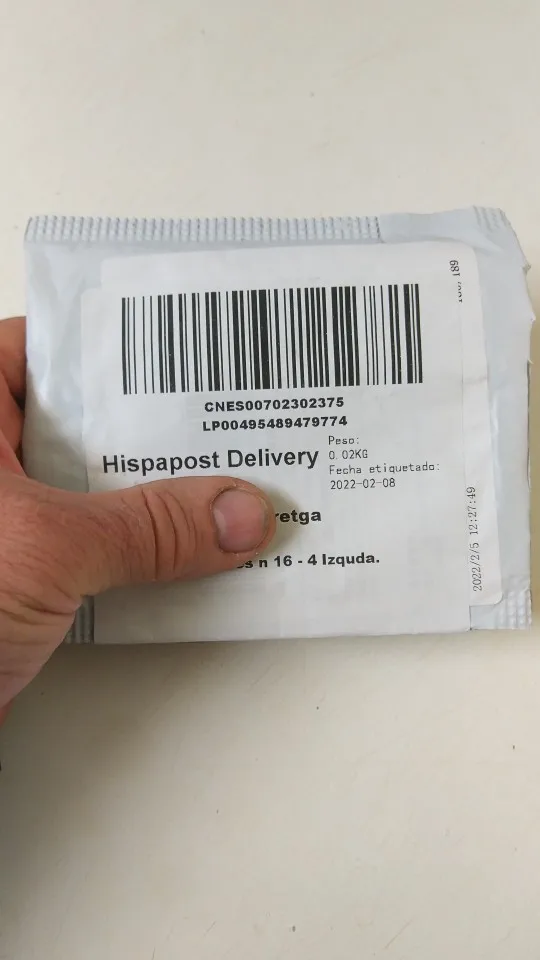 189
CNES00702302375
LP00495489479774
Hispapost Delivery
Peso:
0.02KG
Fecha etiquetado:
2022-02-08
retga
s n 16 - 4 Izquda.
2022/2/5 12:27:49